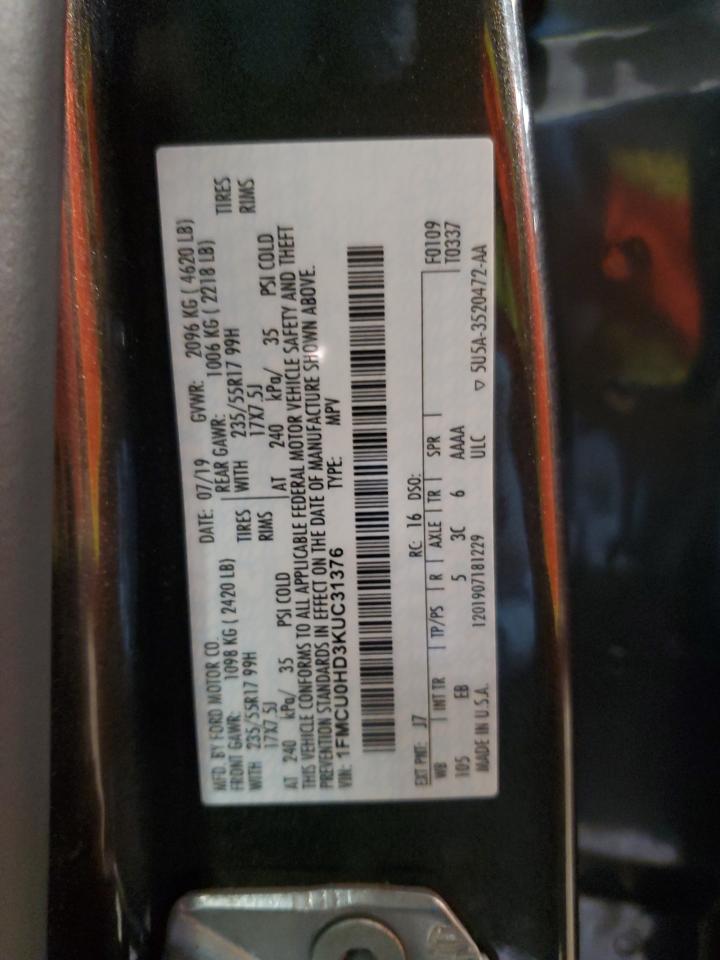 MFD. BY FORD MOTOR CO.
DATE: 07/19 GVWR: 2096 KG ( 4620 LB)
FRONT GAWR: 1098 KG ( 2420 LB) REAR GAWR: 1006 KG ( 2218 LB)
WITH 235/55R17 99H TIRES WITH 235/55R17 99H TIRES
17X7.5J RIMS 17X7.5J RIMS
AT 240 kPa/ 35 PSI COLD AT 240 kPa/ 35 PSI COLD
THIS VEHICLE CONFORMS TO ALL APPLICABLE FEDERAL MOTOR VEHICLE SAFETY AND THEFT
PREVENTION STANDARDS IN EFFECT ON THE DATE OF MANUFACTURE SHOWN ABOVE.
VIN: 1FMCU0HD3KUC31376 TYPE: MPV
EXT PNT: J7 RC: 16 DSO: F0109
WB INT TR TP/PS R AXLE TR SPR T0337
105 EB 5 3C 6 AAAA
MADE IN U.S.A. 1201907181229 ULC ▽ 5U5A-3520472-AA